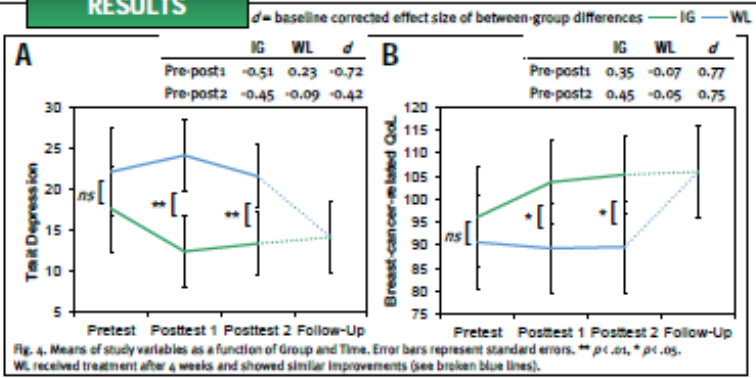 RESULTS
d = baseline corrected effect size of between-group differences IG WL
A
IG WL d
Pre-post1 -0.51 0.23 -0.72
Pre-post2 -0.45 -0.09 -0.42
30
25
20
15
10
5
Trait Depression
ns
**
**
Pretest Posttest 1 Posttest 2 Follow-Up
B
IG WL d
Pre-post1 0.35 -0.07 0.77
Pre-post2 0.45 -0.05 0.75
120
115
110
105
100
95
90
85
80
75
Breast-cancer-related QoL
ns
*
*
Pretest Posttest 1 Posttest 2 Follow-Up
Fig. 4. Means of study variables as a function of Group and Time. Error bars represent standard errors. ** p< .01, * p< .05.
WL received treatment after 4 weeks and showed similar improvements (see broken blue lines).